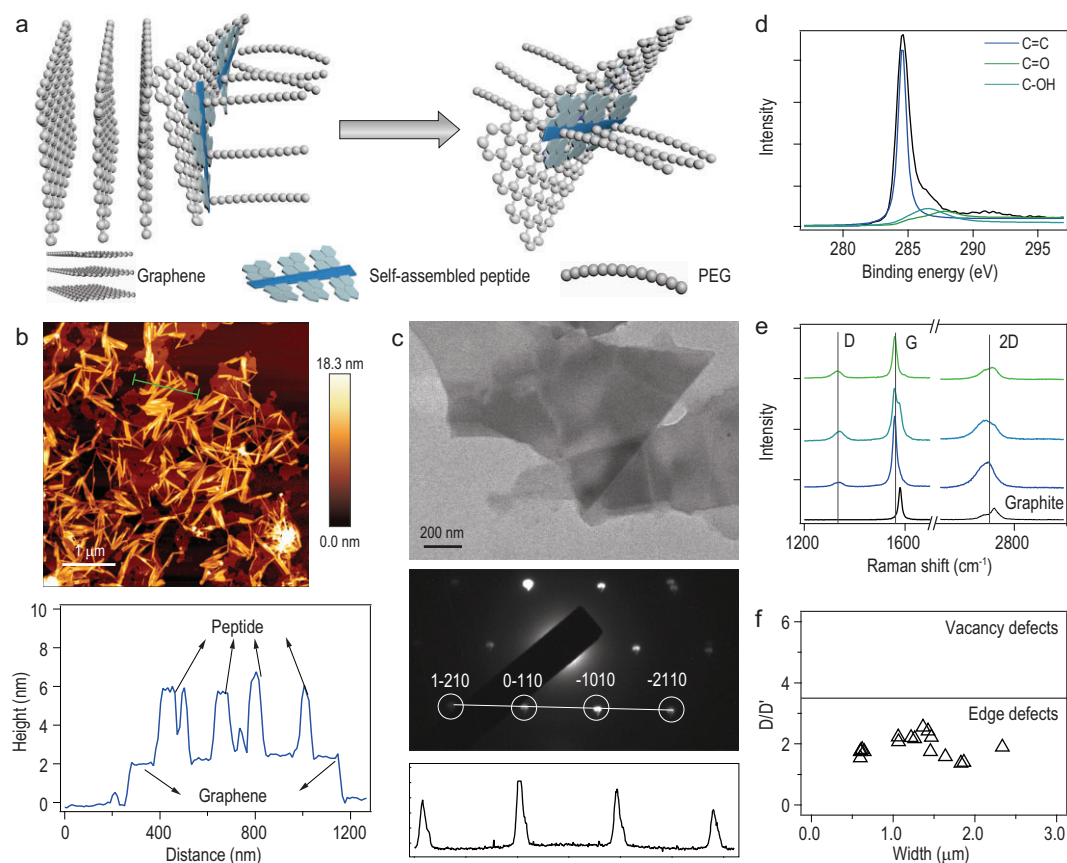 a
Graphene
Self-assembled peptide
PEG
b
18.3 nm
0.0 nm
1 µm
10
8
6
4
2
0
Height (nm)
Peptide
Graphene
0
400
800
1200
Distance (nm)
c
200 nm
1-210
0-110
-1010
-2110
d
C=C
C=O
C-OH
Intensity
280
285
290
295
Binding energy (eV)
e
D
G
2D
Intensity
Graphite
1200
1600
2800
Raman shift (cm⁻¹)
f
6
4
2
0
D/D'
Vacancy defects
Edge defects
0.0
1.0
2.0
3.0
Width (µm)